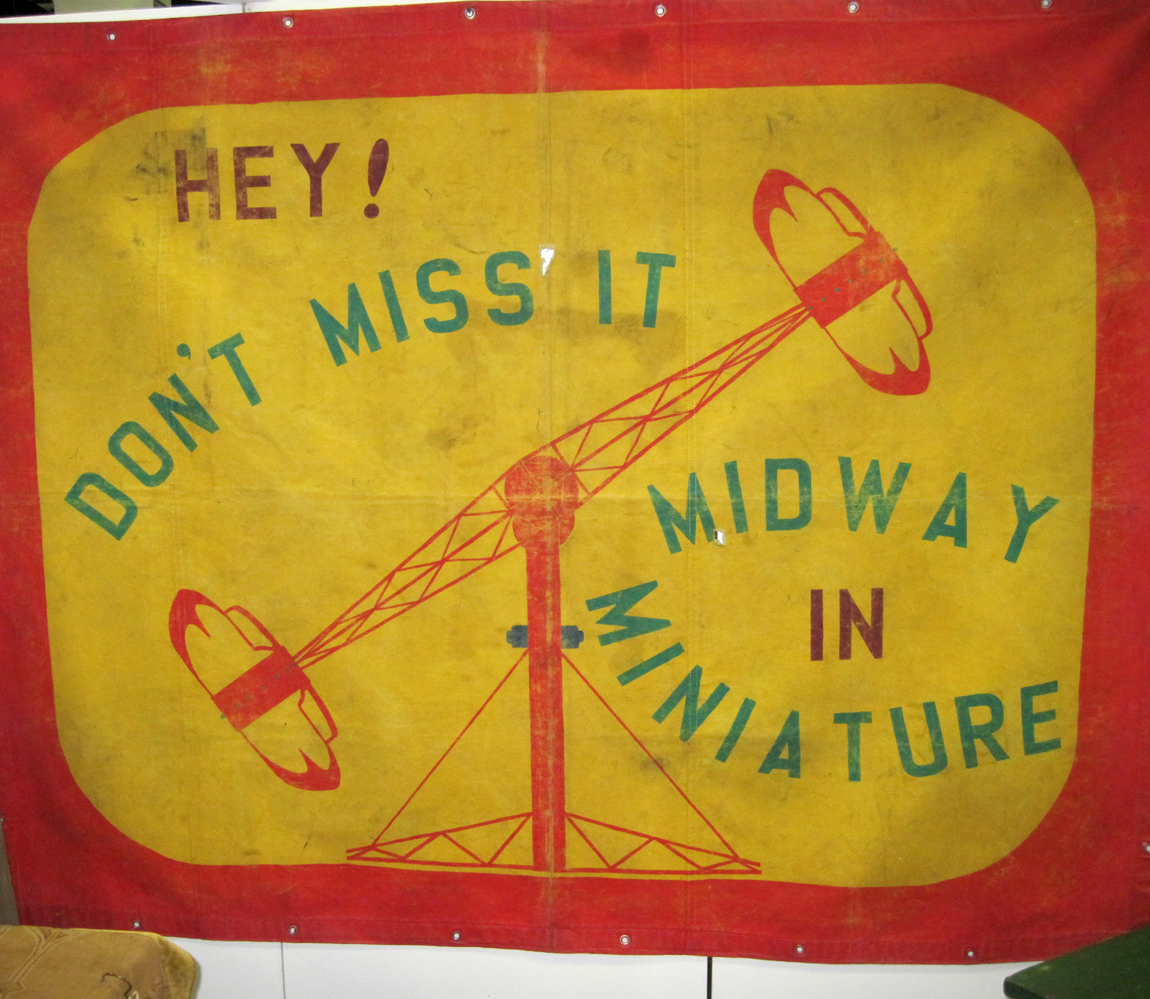 HEY!
DON'T MISS IT
MIDWAY
IN
MINIATURE